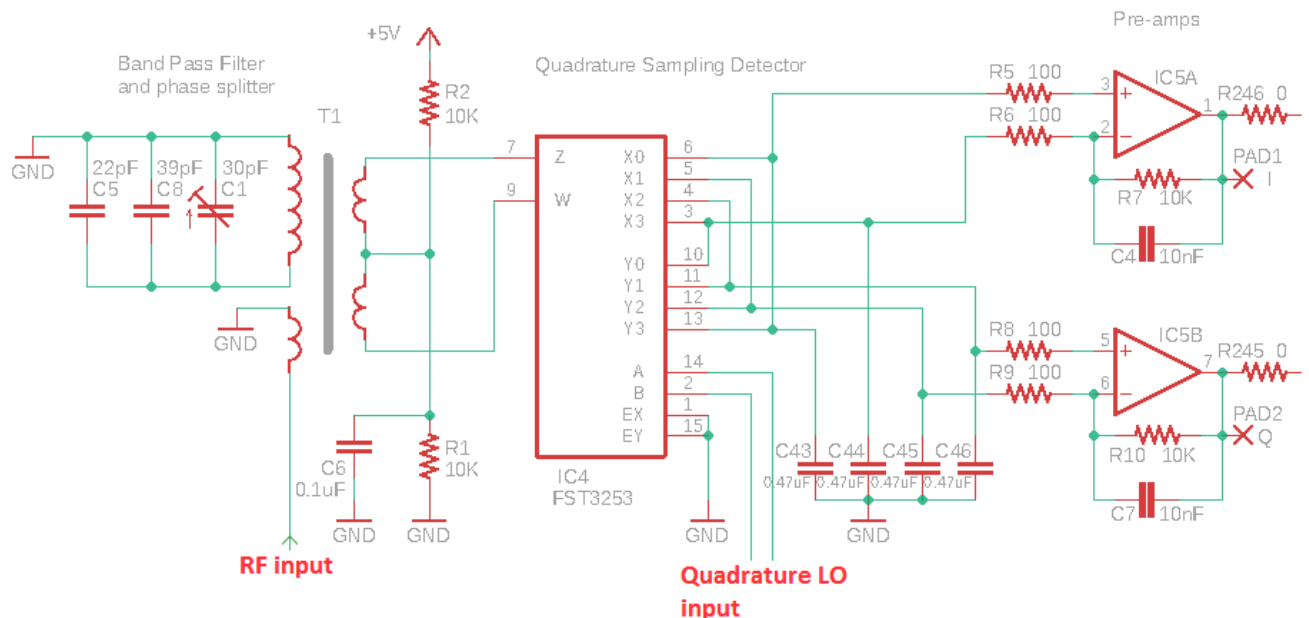 Pre-amps
+5V
Band Pass Filter
and phase splitter
Quadrature Sampling Detector
T1
R2
10K
R5 100
3
IC5A
1
R246 0
R6 100
2
GND
22pF
C5
39pF
C8
30pF
C1
7
9
Z
W
X0
X1
X2
X3
Y0
Y1
Y2
Y3
A
B
EX
EY
6
5
4
3
10
11
12
13
14
2
1
15
R7 10K
PAD1
I
C4 10nF
GND
R8 100
5
IC5B
7
R245 0
R9 100
6
PAD2
Q
R10 10K
C7 10nF
C6
0.1uF
R1
10K
C43
0.47uF
C44
0.47uF
C45
0.47uF
C46
0.47uF
IC4
FST3253
GND
GND
GND
GND
RF input
Quadrature LO
input